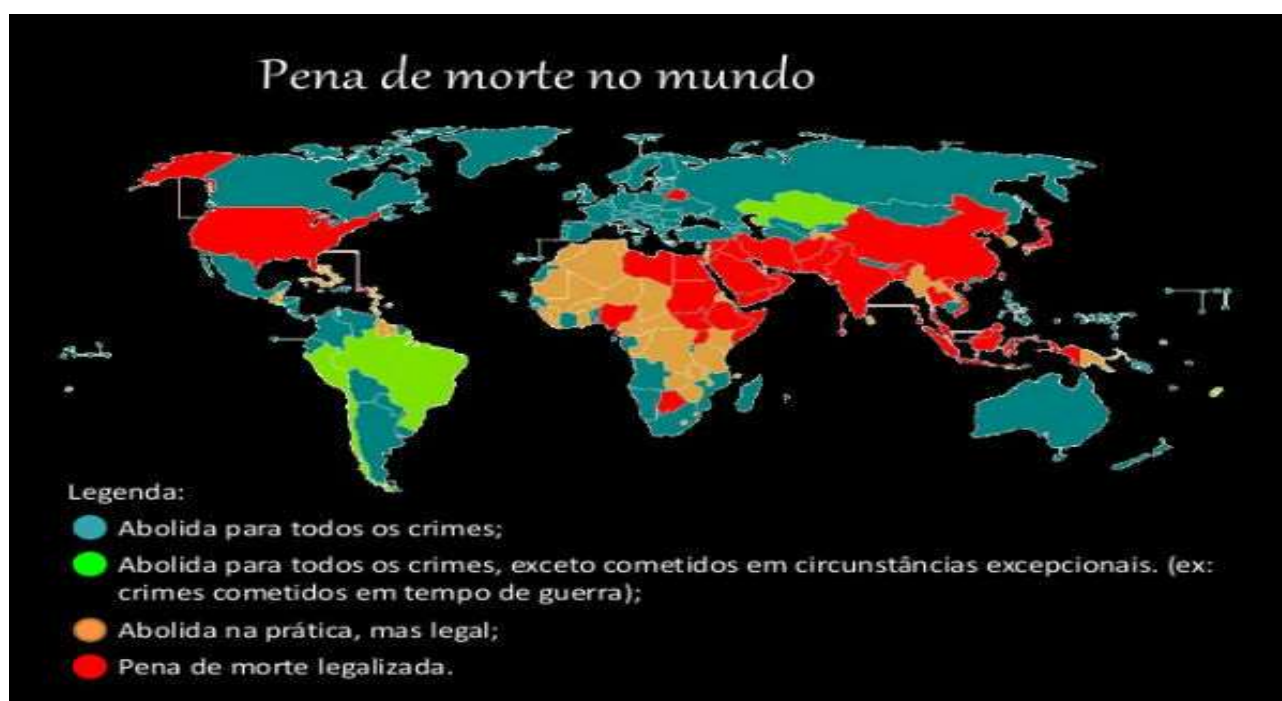 Pena de morte no mundo
Legenda:
Abolida para todos os crimes;
Abolida para todos os crimes, exceto cometidos em circunstâncias excepcionais. (ex:
crimes cometidos em tempo de guerra);
Abolida na prática, mas legal;
Pena de morte legalizada.